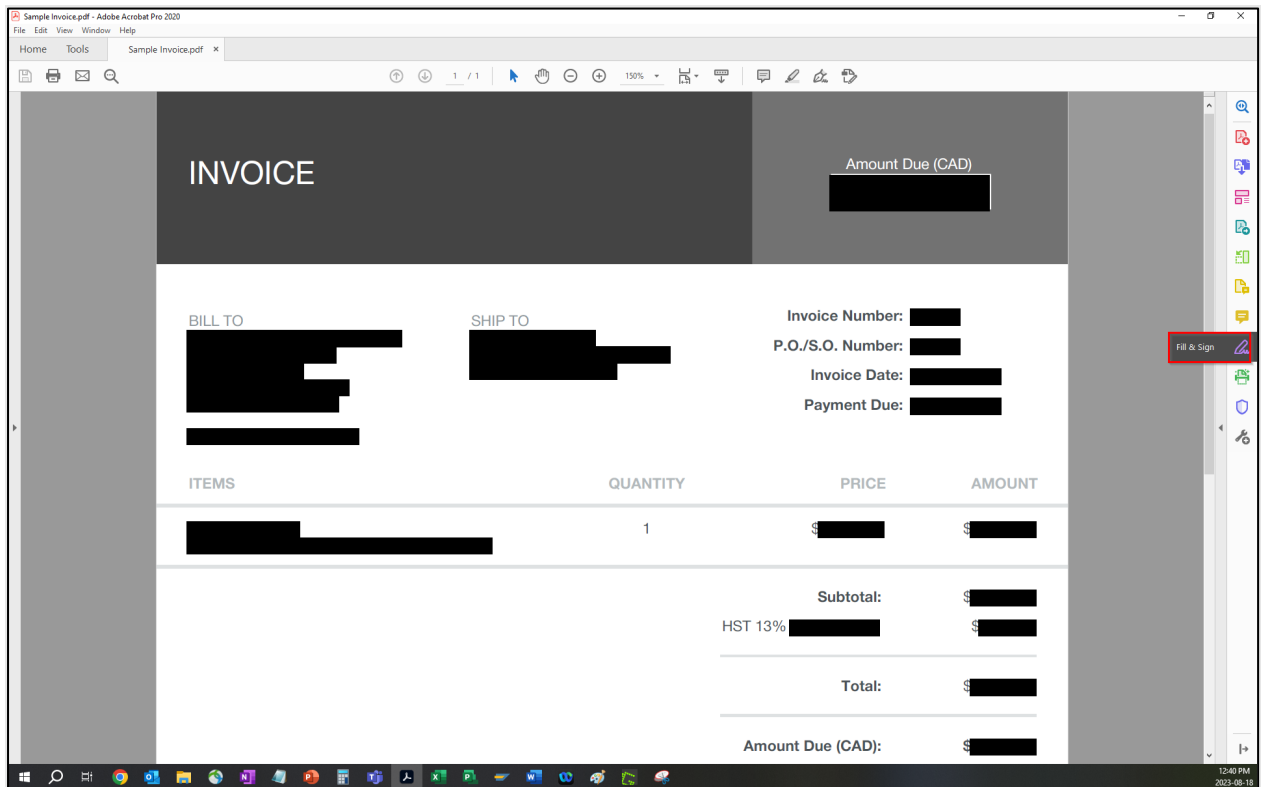 Sample Invoice.pdf - Adobe Acrobat Pro 2020
File Edit View Window Help
Home Tools Sample Invoice.pdf ×
1 / 1 150%
INVOICE
Amount Due (CAD)
BILL TO
SHIP TO
Invoice Number:
P.O./S.O. Number:
Invoice Date:
Payment Due:
Fill & Sign
ITEMS QUANTITY PRICE AMOUNT
1 $ $
Subtotal: $
HST 13% $
Total: $
Amount Due (CAD): $
12:40 PM
2023-08-18